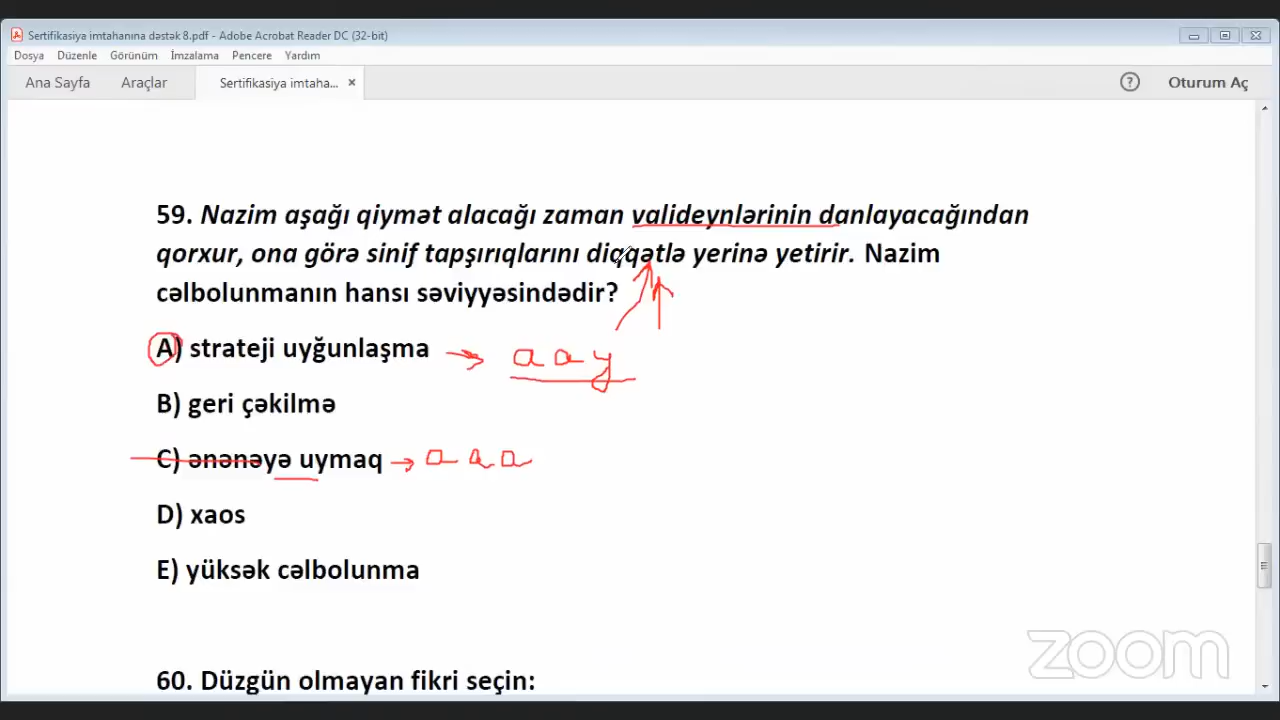 Sertifikasiya imtahanına dəstək 8.pdf - Adobe Acrobat Reader DC (32-bit)
Dosya Düzenle Görünüm İmzalama Pencere Yardım
Ana Sayfa Araçlar Sertifikasiya imtaha... × ? Oturum Aç
59. Nazim aşağı qiymət alacağı zaman valideynlərinin danlayacağından
qorxur, ona görə sinif tapşırıqlarını diqqətlə yerinə yetirir. Nazim
cəlbolunmanın hansı səviyyəsindədir?
A) strateji uyğunlaşma → a a y
B) geri çəkilmə
C) ənənəyə uymaq → a a a
D) xaos
E) yüksək cəlbolunma
zoom
60. Düzgün olmayan fikri seçin: